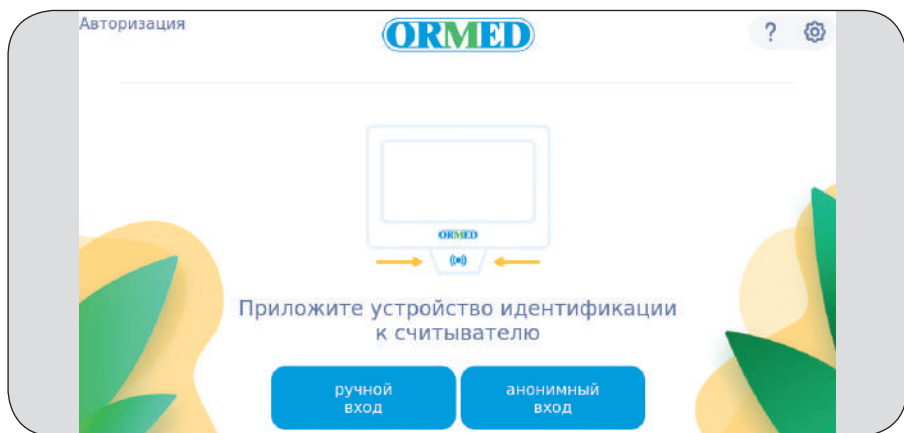 Авторизация
ORMED
?
ORMED
Приложите устройство идентификации
к считывателю
ручной
вход
анонимный
вход